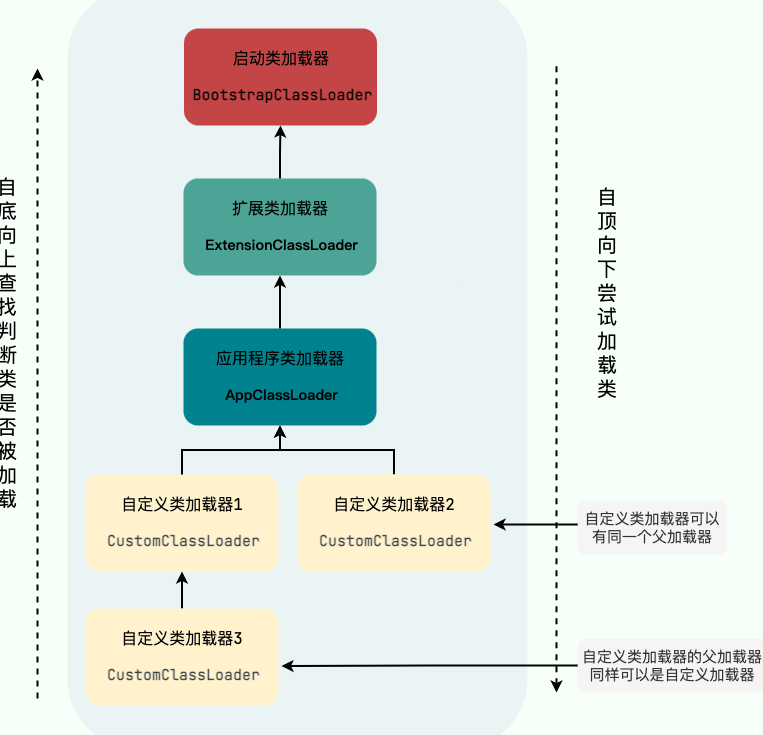 启动类加载器
BootstrapClassLoader
扩展类加载器
ExtensionClassLoader
应用程序类加载器
AppClassLoader
自定义类加载器1
CustomClassLoader
自定义类加载器2
CustomClassLoader
自定义类加载器3
CustomClassLoader
自底向上查找判断类是否被加载
自顶向下尝试加载类
自定义类加载器可以
有同一个父加载器
自定义类加载器的父加载器
同样可以是自定义加载器